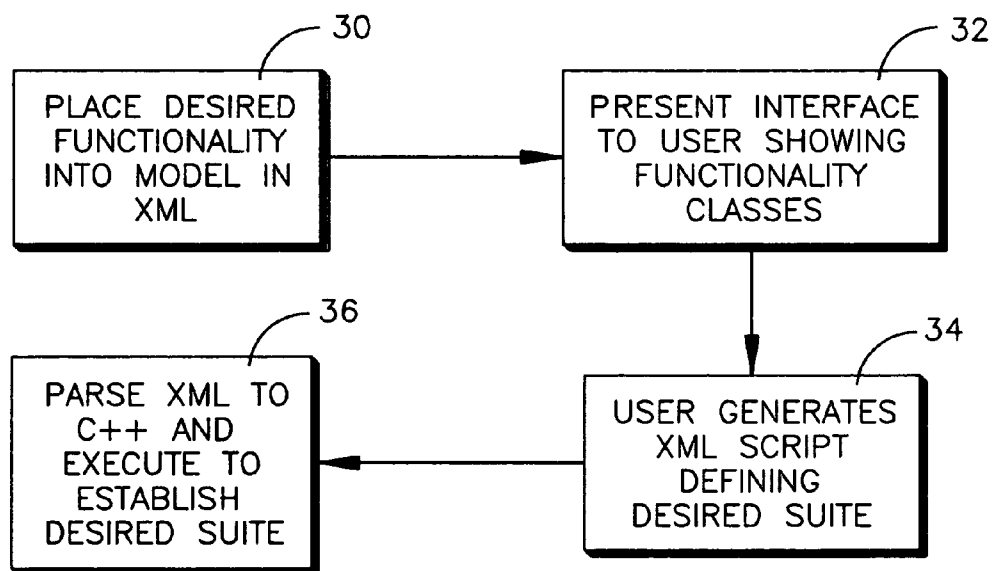 30
PLACE DESIRED
FUNCTIONALITY
INTO MODEL IN
XML
32
PRESENT INTERFACE
TO USER SHOWING
FUNCTIONALITY
CLASSES
34
USER GENERATES
XML SCRIPT
DEFINING
DESIRED SUITE
36
PARSE XML TO
C++ AND
EXECUTE TO
ESTABLISH
DESIRED SUITE